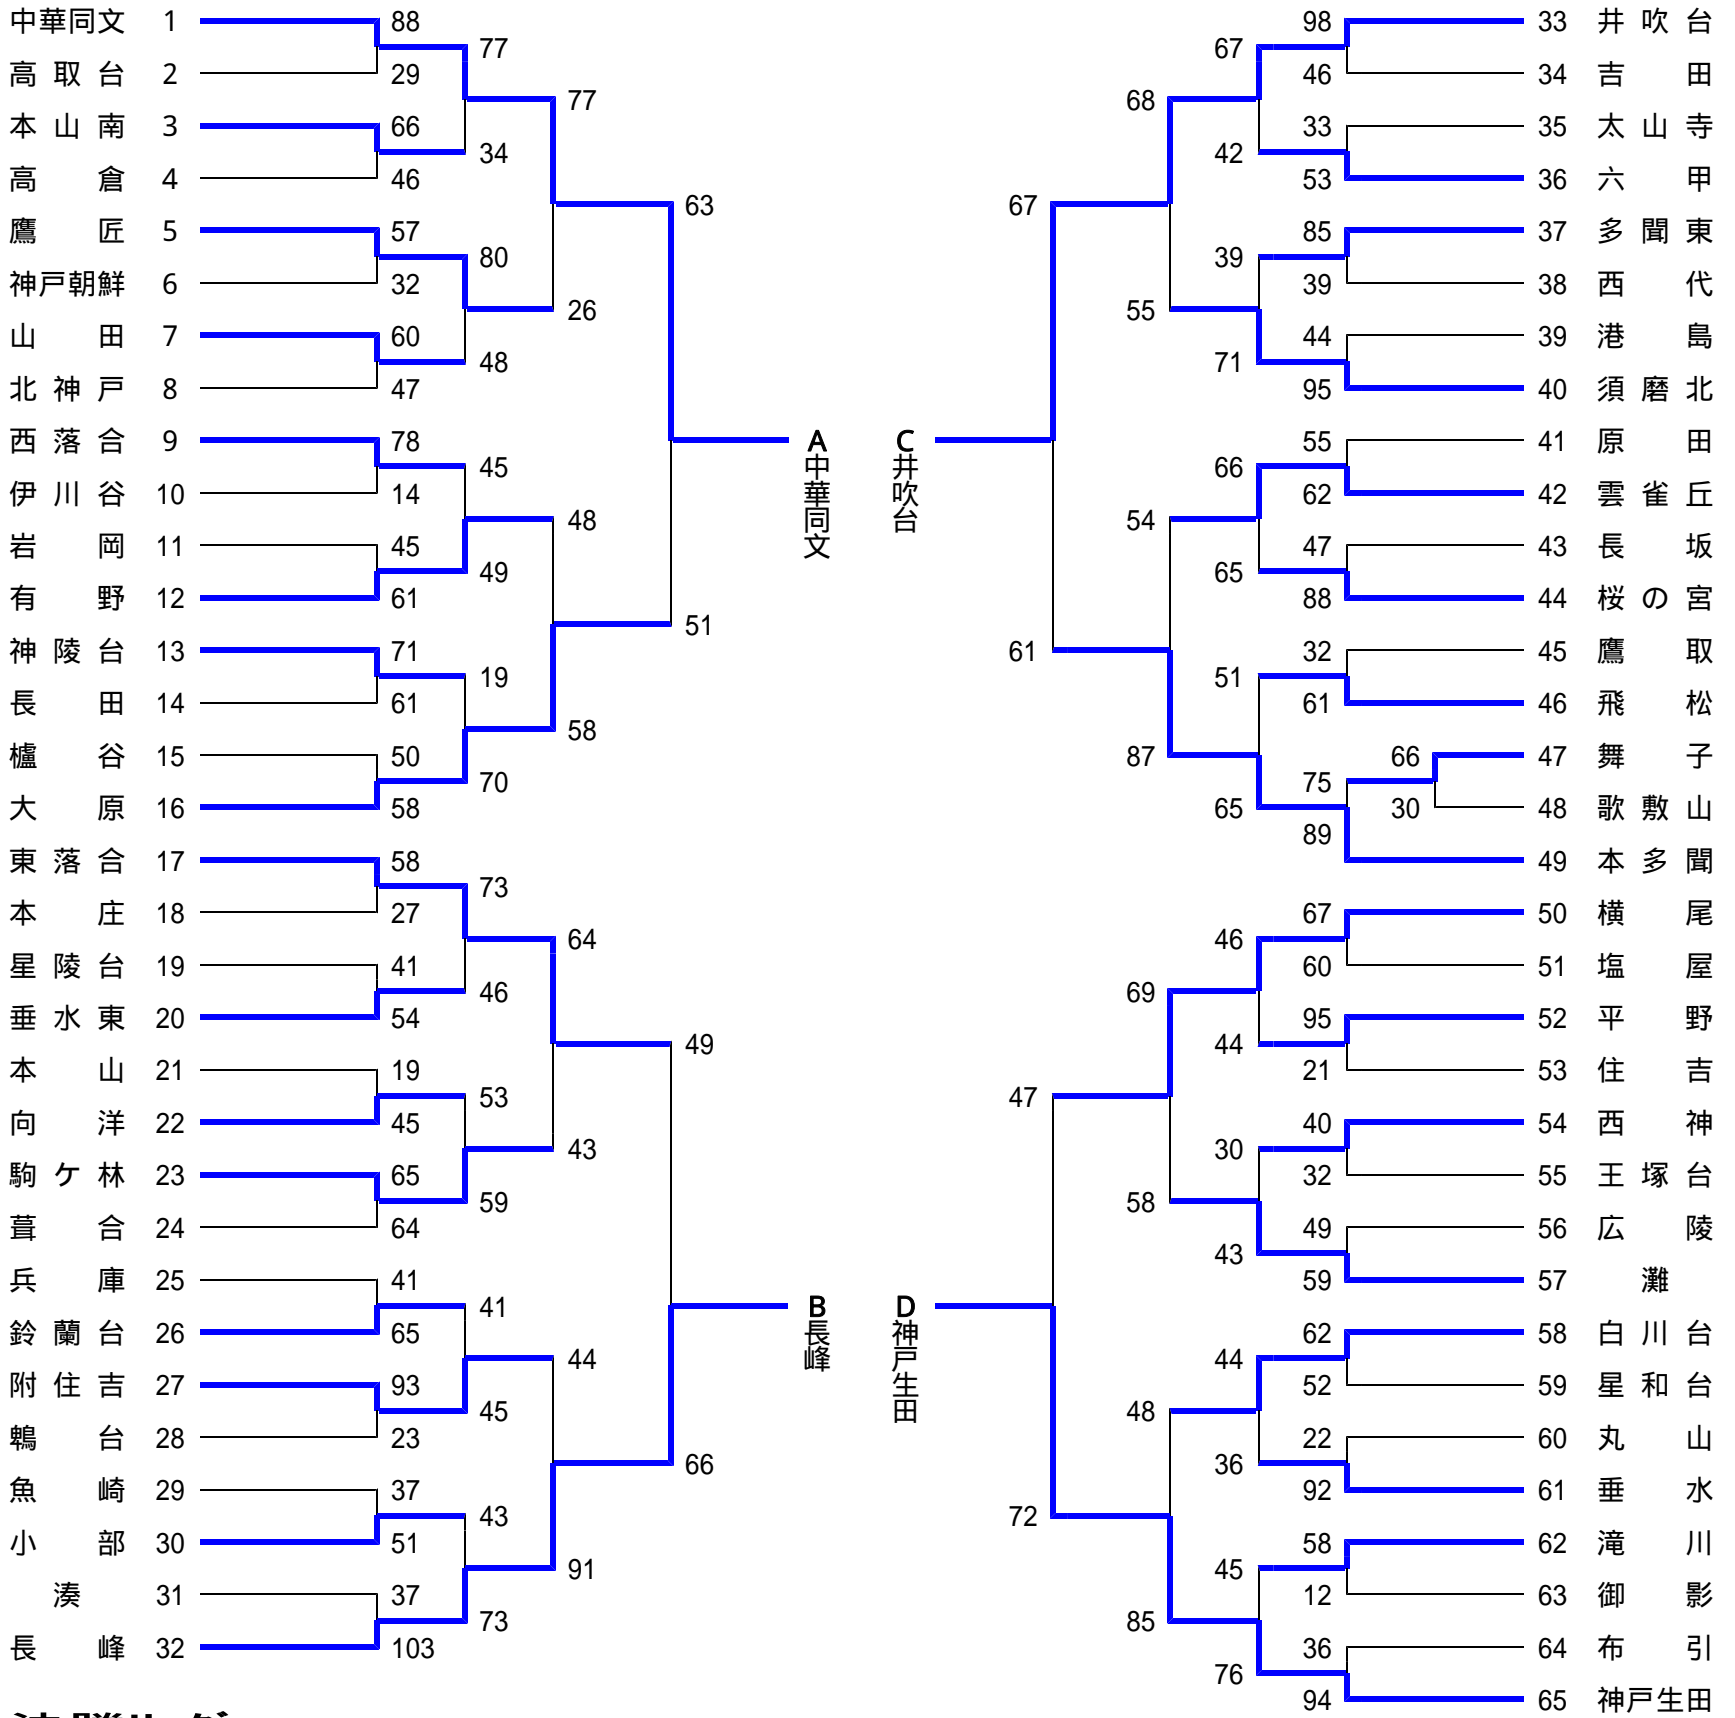 中華同文 1 88
高取台 2 29
本山南 3 66
高倉 4 46
鷹匠 5 57
神戸朝鮮 6 32
山田 7 60
北神戸 8 47
西落合 9 78
伊川谷 10 14
岩岡 11 45
有野 12 61
神陵台 13 71
長田 14 61
櫨谷 15 50
大原 16 58
東落合 17 58
本庄 18 27
星陵台 19 41
垂水東 20 54
本山 21 19
向洋 22 45
駒ケ林 23 65
葺合 24 64
兵庫 25 41
鈴蘭台 26 65
附住吉 27 93
鵯台 28 23
魚崎 29 37
小部 30 51
湊 31 37
長峰 32 103
77
34
80
48
45
49
19
70
73
46
53
59
41
45
43
73
77
26
48
58
64
43
44
91
63
51
49
66
A中華同文
B長峰
C井吹台
D神戸生田
67
61
47
72
68
55
54
87
69
58
48
85
67
42
39
71
66
65
51
65
46
44
30
43
44
36
45
76
98 33 井吹台
46 34 吉田
33 35 太山寺
53 36 六甲
85 37 多聞東
39 38 西代
44 39 港島
95 40 須磨北
55 41 原田
62 42 雲雀丘
47 43 長坂
88 44 桜の宮
32 45 鷹取
61 46 飛松
66 47 舞子
75
30 48 歌敷山
89
49 本多聞
67 50 横尾
60 51 塩屋
95 52 平野
21 53 住吉
40 54 西神
32 55 王塚台
49 56 広陵
59 57 灘
62 58 白川台
52 59 星和台
22 60 丸山
92 61 垂水
58 62 滝川
12 63 御影
36 64 布引
94 65 神戸生田